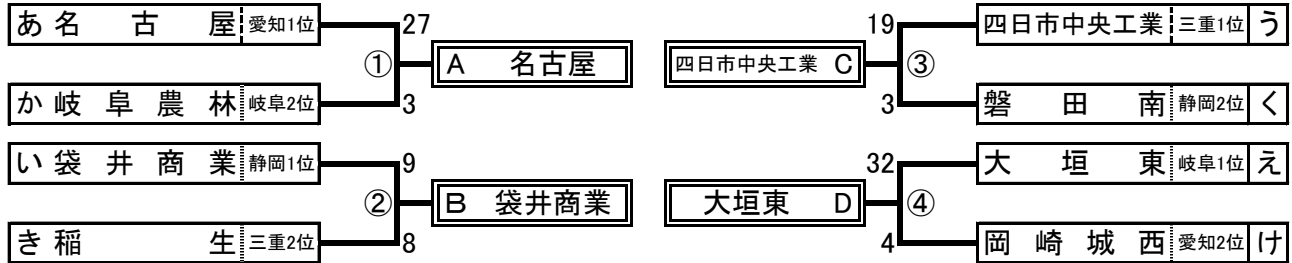 あ 名古屋 愛知1位 27 19 四日市中央工業 三重1位 う
① A 名古屋 四日市中央工業 C ③
か 岐阜農林 岐阜2位 3 3 磐田南 静岡2位 く
い 袋井商業 静岡1位 9 32 大垣東 岐阜1位 え
② B 袋井商業 大垣東 D ④
き 稲生 三重2位 8 4 岡崎城西 愛知2位 け